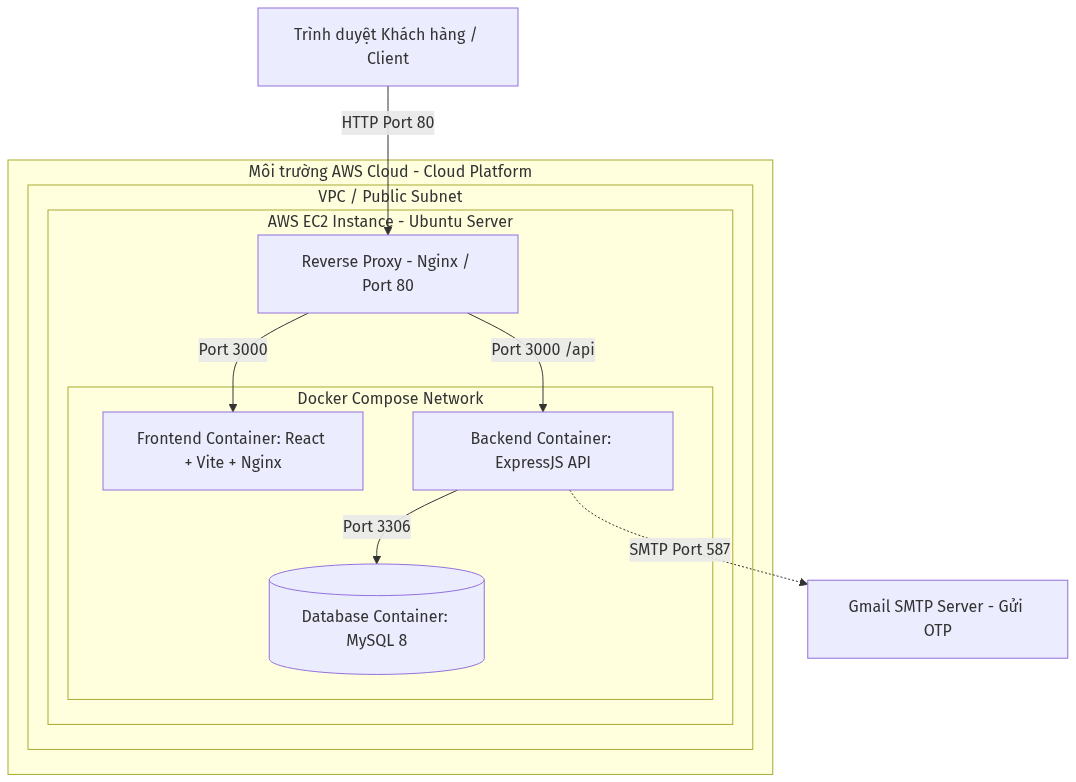 Trình duyệt Khách hàng /
Client
HTTP Port 80
Môi trường AWS Cloud - Cloud Platform
VPC / Public Subnet
AWS EC2 Instance - Ubuntu Server
Reverse Proxy - Nginx /
Port 80
Port 3000
Port 3000 /api
Docker Compose Network
Frontend Container: React
+ Vite + Nginx
Backend Container:
ExpressJS API
Port 3306
SMTP Port 587
Database Container:
MySQL 8
Gmail SMTP Server - Gửi
OTP